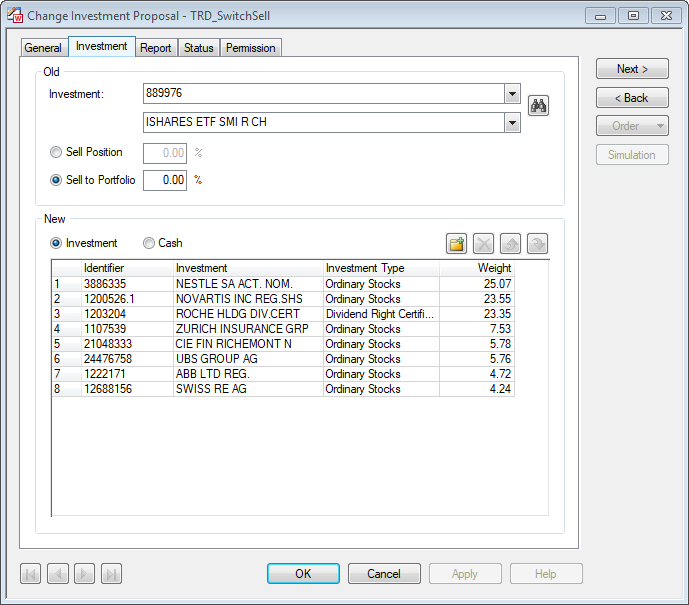 Change Investment Proposal - TRD_SwitchSell
General Investment Report Status Permission
Old
Investment: 889976
ISHARES ETF SMI R CH
Sell Position 0.00 %
Sell to Portfolio 0.00 %
Next >
< Back
Order
Simulation
New
Investment Cash
Identifier Investment Investment Type Weight
1 3886335 NESTLE SA ACT. NOM. Ordinary Stocks 25.07
2 1200526.1 NOVARTIS INC REG.SHS Ordinary Stocks 23.55
3 1203204 ROCHE HLDG DIV.CERT Dividend Right Certifi... 23.35
4 1107539 ZURICH INSURANCE GRP Ordinary Stocks 7.53
5 21048333 CIE FIN RICHEMONT N Ordinary Stocks 5.78
6 24476758 UBS GROUP AG Ordinary Stocks 5.76
7 1222171 ABB LTD REG. Ordinary Stocks 4.72
8 12688156 SWISS RE AG Ordinary Stocks 4.24
OK Cancel Apply Help